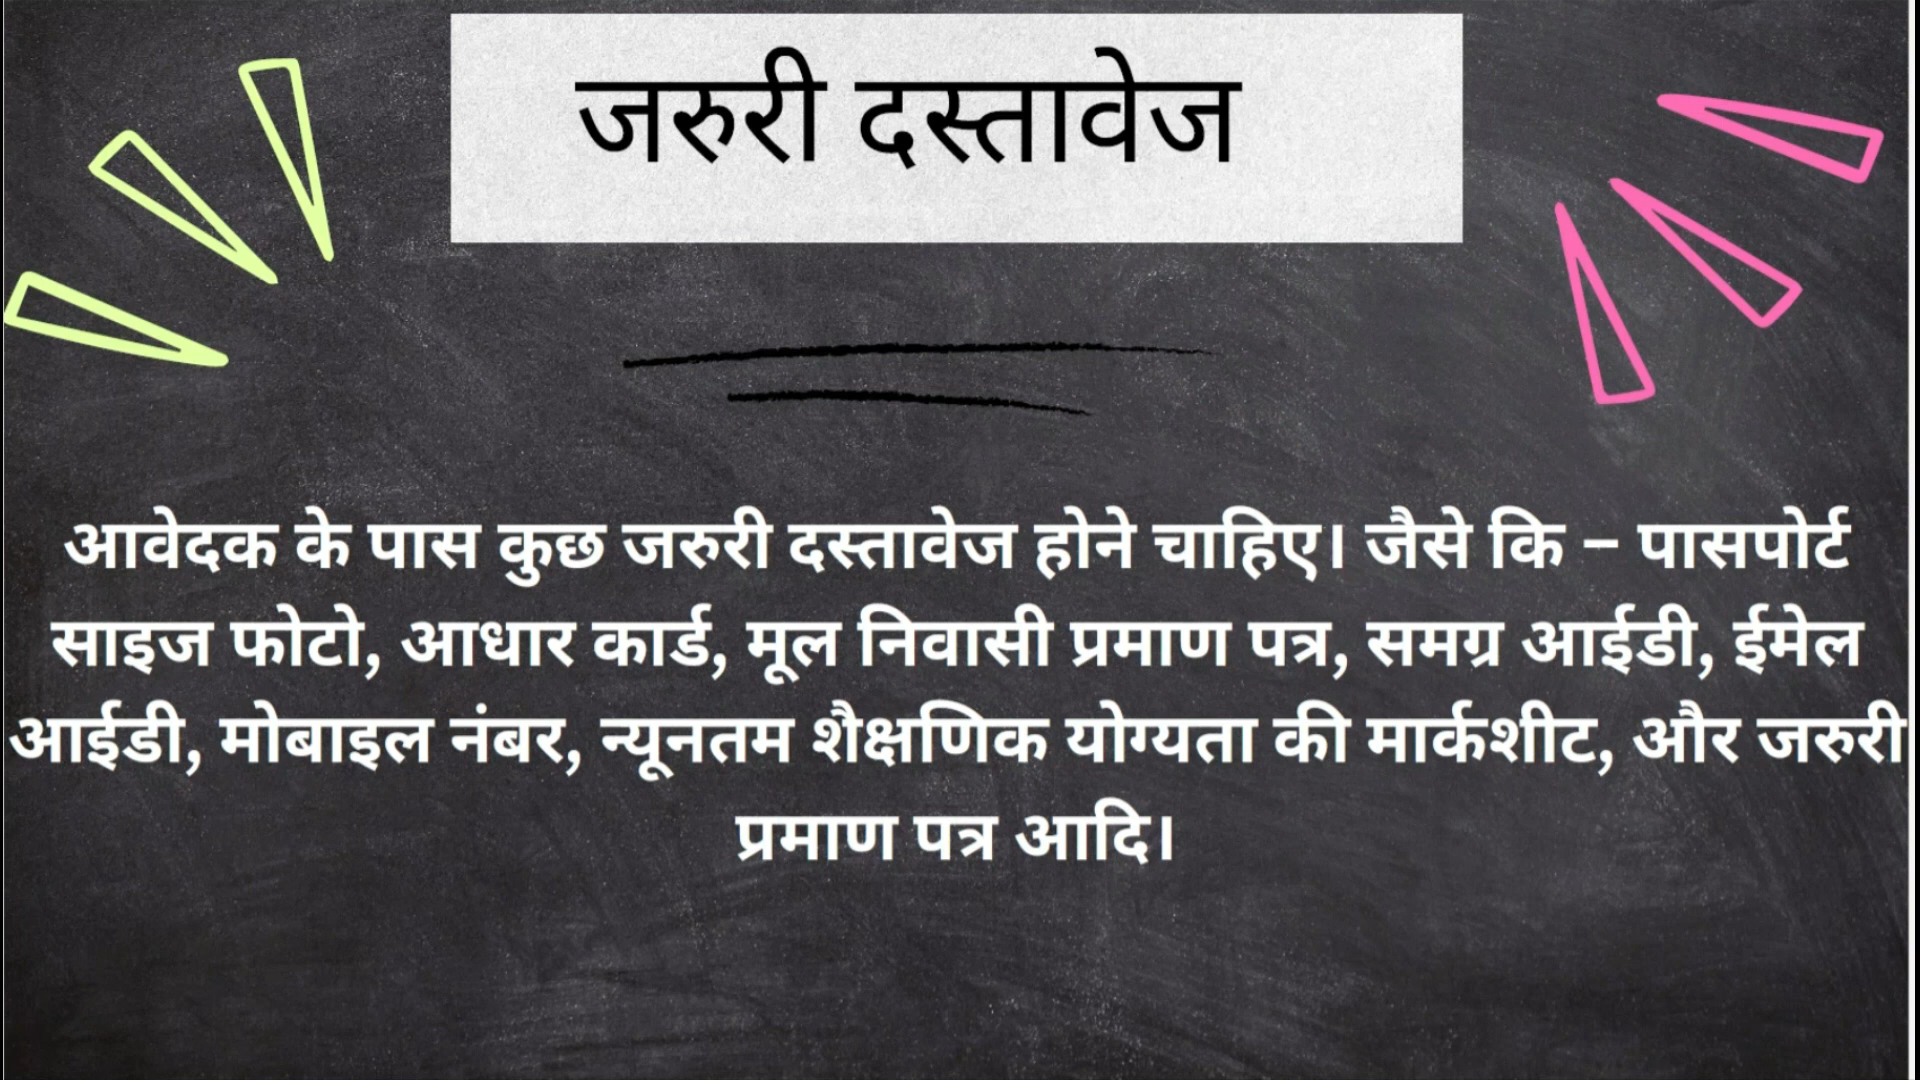 जरुरी दस्तावेज
आवेदक के पास कुछ जरुरी दस्तावेज होने चाहिए। जैसे कि – पासपोर्ट
साइज फोटो, आधार कार्ड, मूल निवासी प्रमाण पत्र, समग्र आईडी, ईमेल
आईडी, मोबाइल नंबर, न्यूनतम शैक्षणिक योग्यता की मार्कशीट, और जरुरी
प्रमाण पत्र आदि।